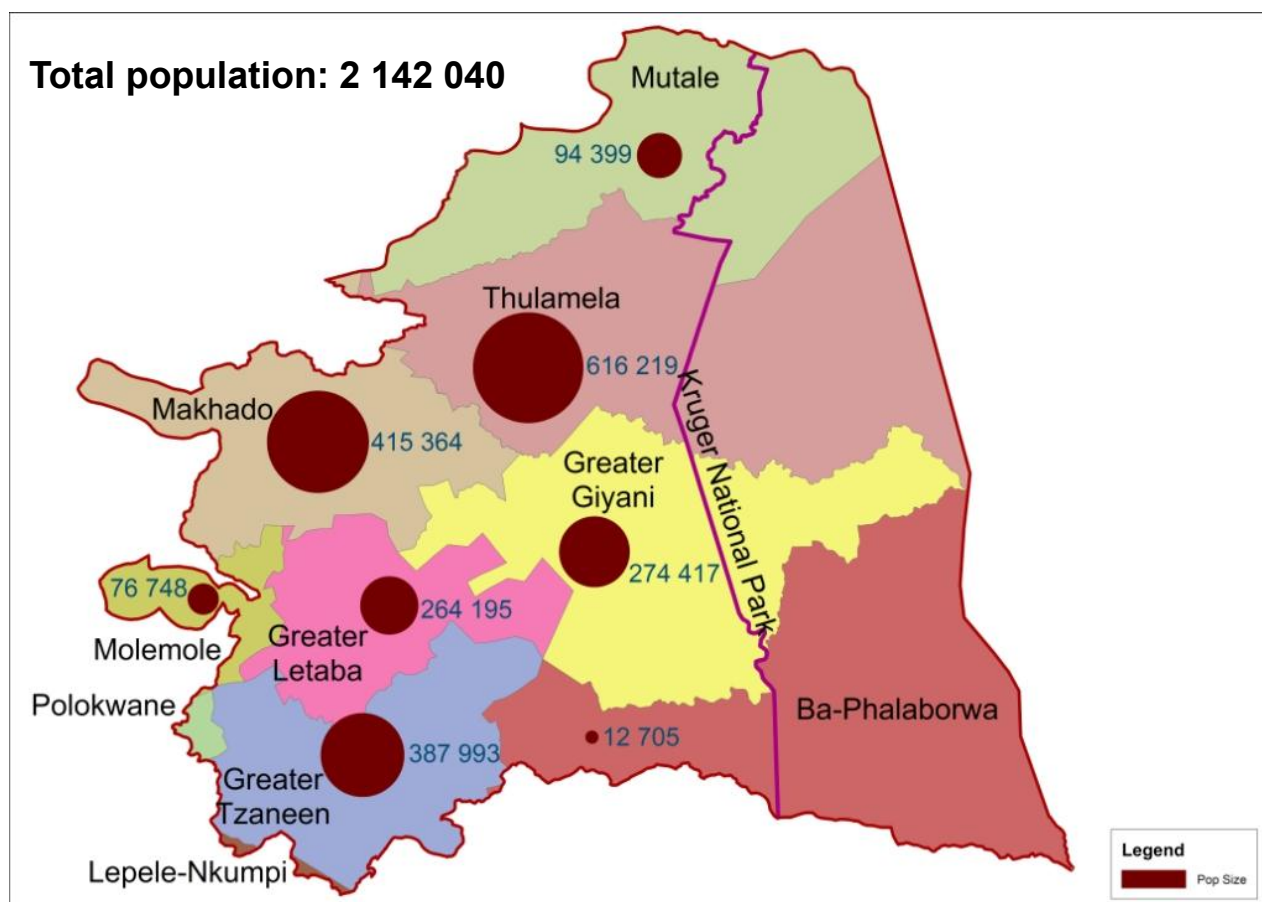 Total population: 2 142 040
Mutale
94 399
Thulamela
616 219
Makhado
415 364
Kruger National Park
Greater
Giyani
274 417
76 748
Molemole
264 195
Greater
Letaba
Polokwane
Ba-Phalaborwa
12 705
387 993
Greater
Tzaneen
Lepele-Nkumpi
Legend
Pop Size